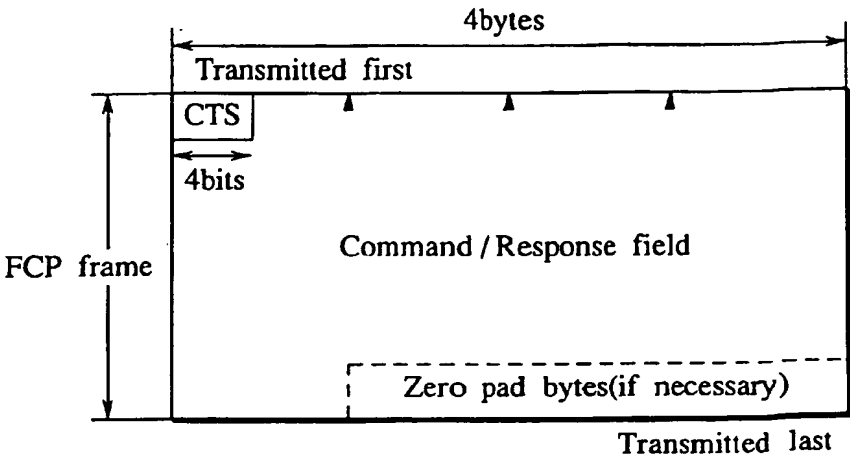 4bytes
Transmitted first
CTS
4bits
Command / Response field
FCP frame
Zero pad bytes(if necessary)
Transmitted last